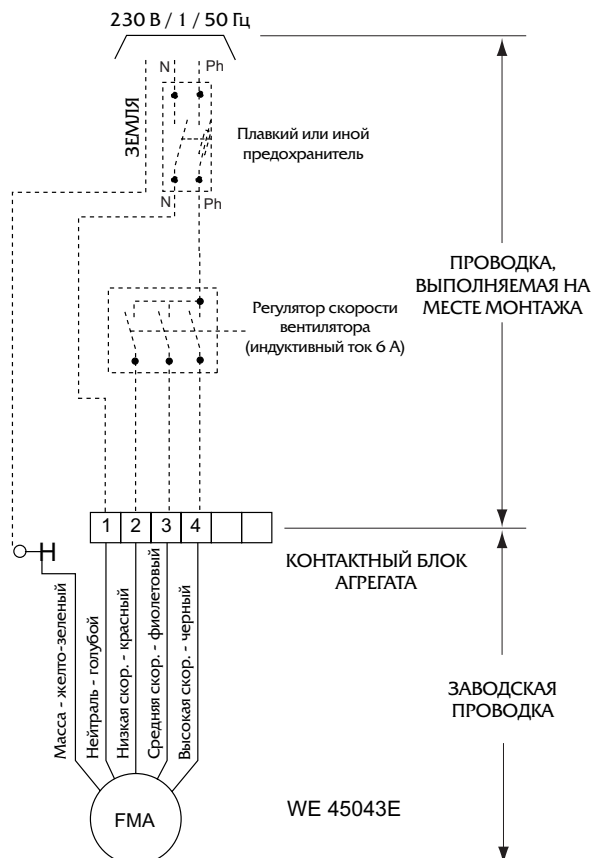 230 В / 1 / 50 Гц
N
Ph
ЗЕМЛЯ
Плавкий или иной
предохранитель
N
Ph
ПРОВОДКА,
ВЫПОЛНЯЕМАЯ НА
МЕСТЕ МОНТАЖА
Регулятор скорости
вентилятора
(индуктивный ток 6 А)
1 2 3 4
КОНТАКТНЫЙ БЛОК
АГРЕГАТА
Масса - желто-зеленый
Нейтраль - голубой
Низкая скор. - красный
Средняя скор. - фиолетовый
Высокая скор. - черный
ЗАВОДСКАЯ
ПРОВОДКА
FMA
WE 45043E